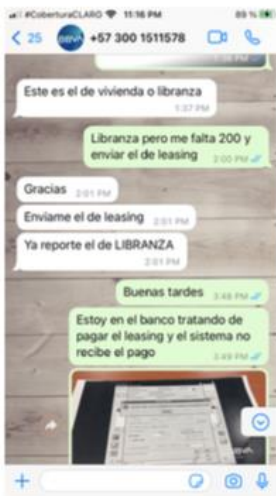 #CoberturaCLARO 11:16 PM 89 %
25 BBVA +57 300 1511578
Este es el de vivienda o libranza
1:37 PM
Libranza pero me falta 200 y
enviar el de leasing 2:00 PM
Gracias 2:01 PM
Enviame el de leasing 2:01 PM
Ya reporte el de LIBRANZA
2:01 PM
Buenas tardes 3:48 PM
Estoy en el banco tratando de
pagar el leasing y el sistema no
recibe el pago 3:49 PM